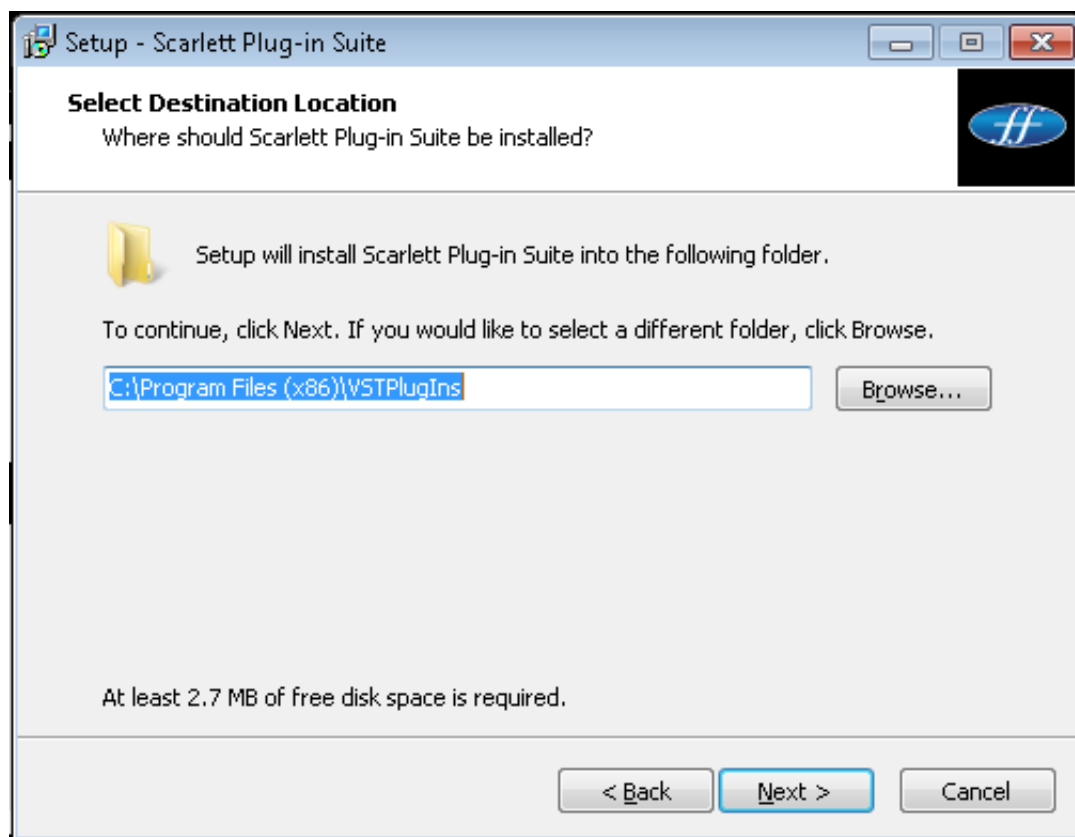 Setup - Scarlett Plug-in Suite
Select Destination Location
Where should Scarlett Plug-in Suite be installed?
ff
Setup will install Scarlett Plug-in Suite into the following folder.
To continue, click Next. If you would like to select a different folder, click Browse.
C:\Program Files (x86)\VSTPlugIns
Browse...
At least 2.7 MB of free disk space is required.
< Back
Next >
Cancel